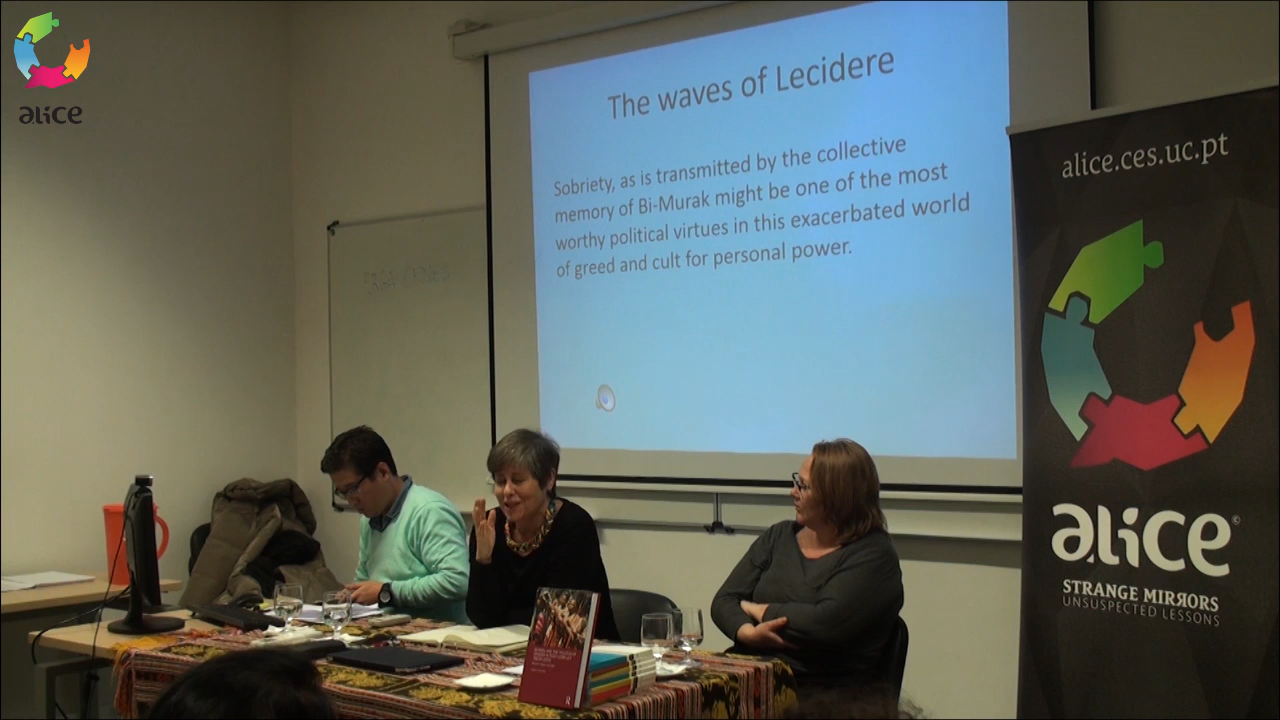 alice
The waves of Lecidere
Sobriety, as is transmitted by the collective
memory of Bi-Murak might be one of the most
worthy political virtues in this exacerbated world
of greed and cult for personal power.
alice.ces.uc.pt
alice
STRANGE MIRЯORS
UNSUSPECTED LESSONS